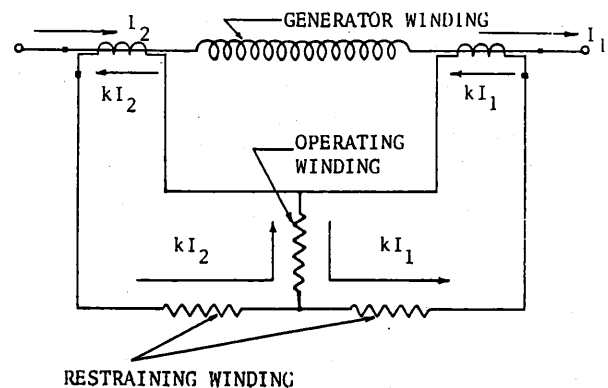 GENERATOR WINDING
I2
I1
kI2
kI1
OPERATING
WINDING
kI2
kI1
RESTRAINING WINDING